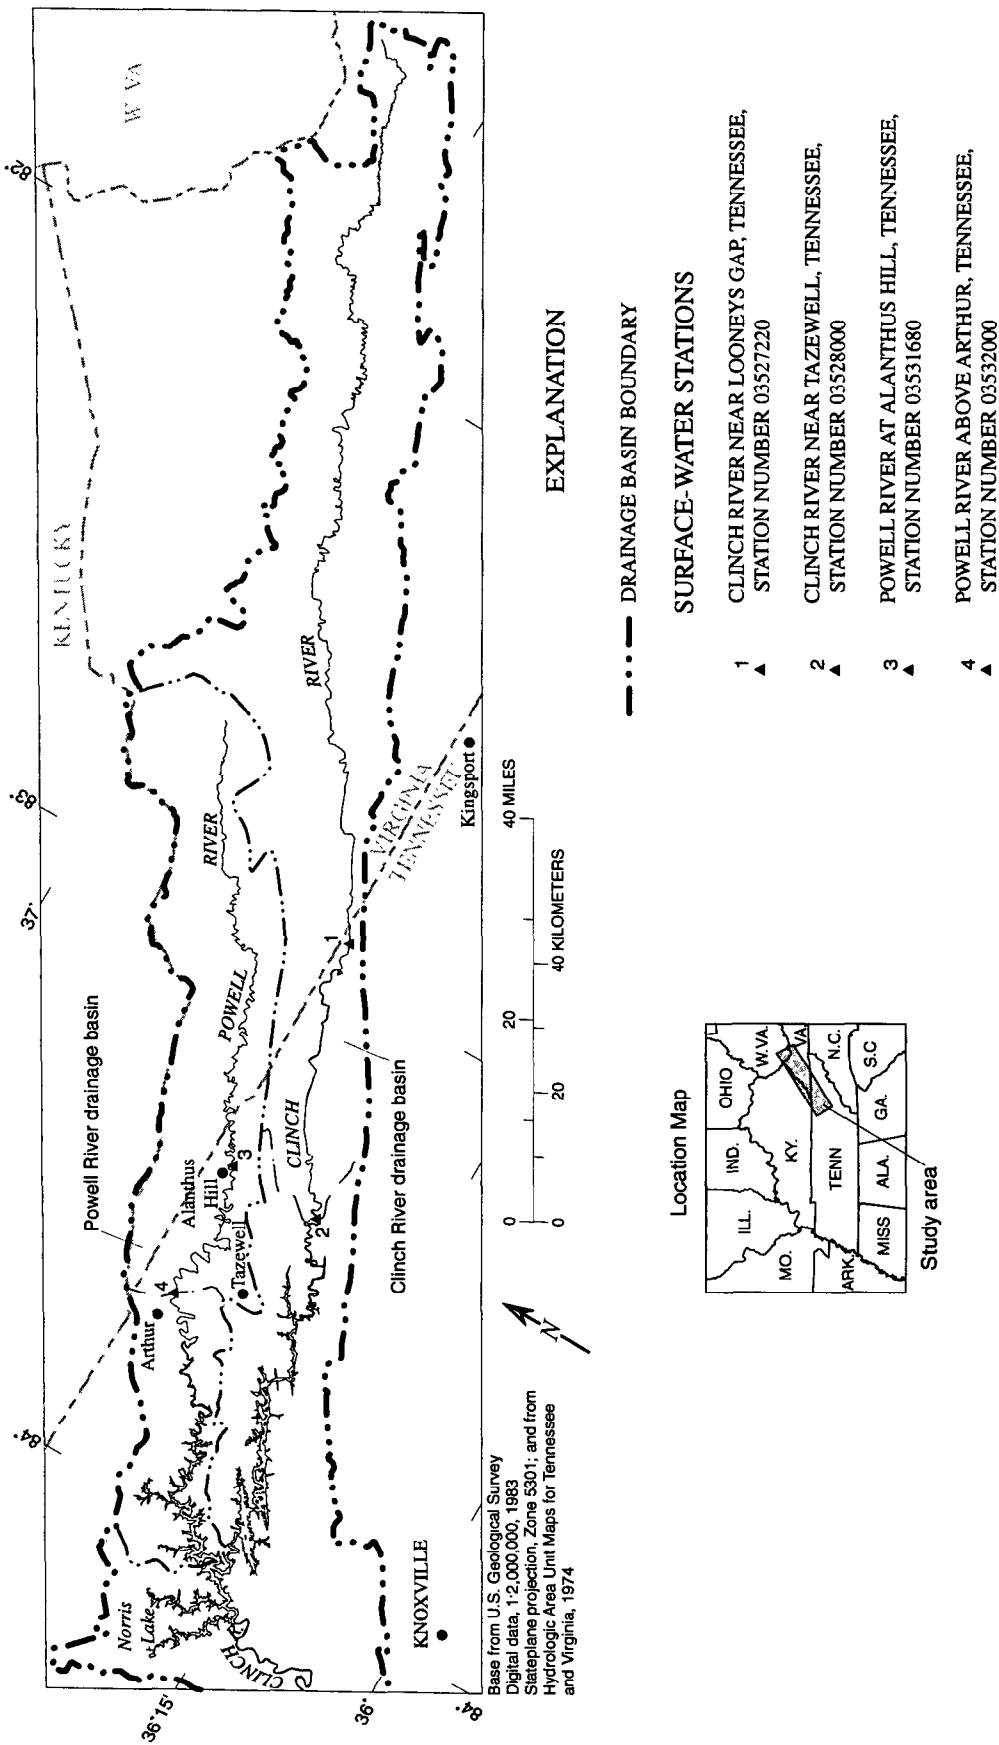 82°
W VA
KENTUCKY
83°
37°
84°
36°15'
36°
84°
Powell River drainage basin
Clinch River drainage basin
RIVER
POWELL
RIVER
CLINCH
CLINCH
VIRGINIA
TENNESSEE
Kingsport
Alanthus
Hill
Tazewell
Arthur
Norris
Lake
KNOXVILLE
1
2
3
4
Base from U.S. Geological Survey
Digital data, 1:2,000,000, 1983
Stateplane projection, Zone 5301; and from
Hydrologic Area Unit Maps for Tennessee
and Virginia, 1974
N
0 20 40 MILES
0 20 40 KILOMETERS
EXPLANATION
DRAINAGE BASIN BOUNDARY
SURFACE-WATER STATIONS
1 CLINCH RIVER NEAR LOONEYS GAP, TENNESSEE,
STATION NUMBER 03527220
2 CLINCH RIVER NEAR TAZEWELL, TENNESSEE,
STATION NUMBER 03528000
3 POWELL RIVER AT ALANTHUS HILL, TENNESSEE,
STATION NUMBER 03531680
4 POWELL RIVER ABOVE ARTHUR, TENNESSEE,
STATION NUMBER 03532000
Location Map
ILL.
IND.
OHIO
W.VA.
VA
MO.
KY.
TENN
N.C.
S.C
ARK.
MISS
ALA.
GA.
Study area